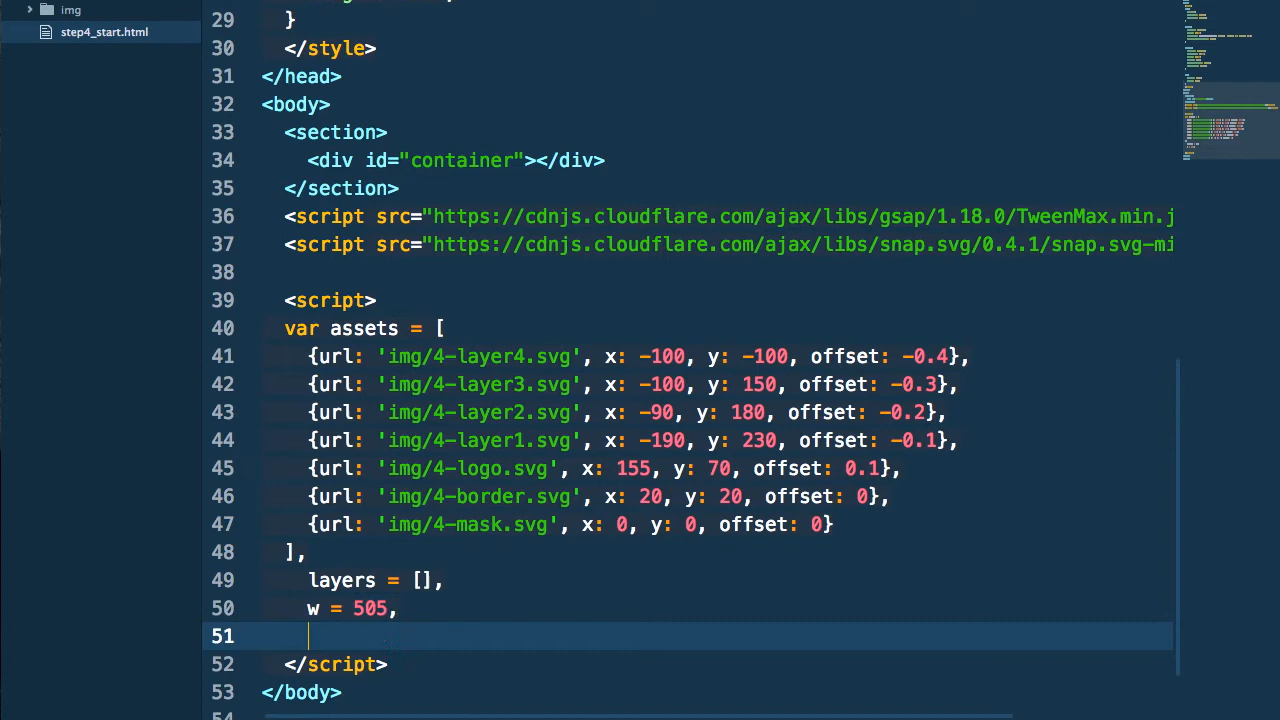 img
step4_start.html
29 }
30 </style>
31 </head>
32 <body>
33 <section>
34 <div id="container"></div>
35 </section>
36 <script src="https://cdnjs.cloudflare.com/ajax/libs/gsap/1.18.0/TweenMax.min.j
37 <script src="https://cdnjs.cloudflare.com/ajax/libs/snap.svg/0.4.1/snap.svg-mi
38
39 <script>
40 var assets = [
41 {url: 'img/4-layer4.svg', x: -100, y: -100, offset: -0.4},
42 {url: 'img/4-layer3.svg', x: -100, y: 150, offset: -0.3},
43 {url: 'img/4-layer2.svg', x: -90, y: 180, offset: -0.2},
44 {url: 'img/4-layer1.svg', x: -190, y: 230, offset: -0.1},
45 {url: 'img/4-logo.svg', x: 155, y: 70, offset: 0.1},
46 {url: 'img/4-border.svg', x: 20, y: 20, offset: 0},
47 {url: 'img/4-mask.svg', x: 0, y: 0, offset: 0}
48 ],
49 layers = [],
50 w = 505,
51
52 </script>
53 </body>
54